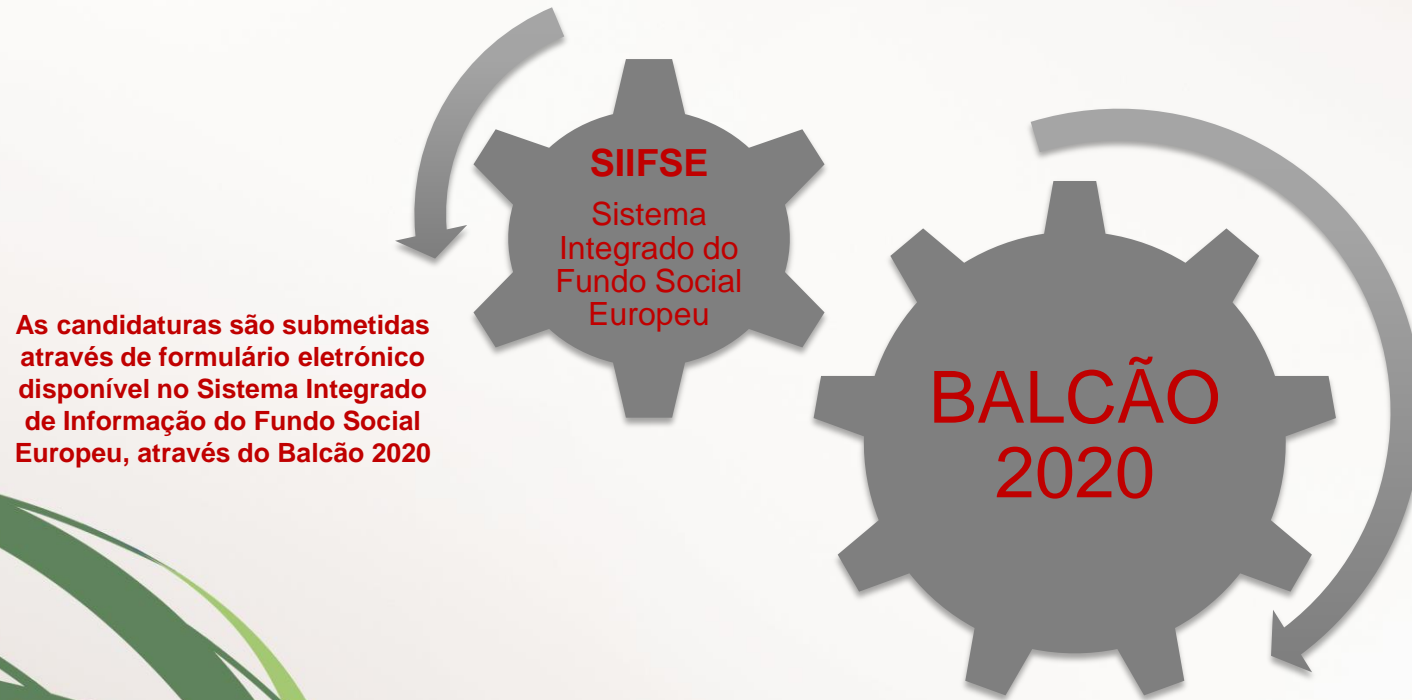 SIIFSE
Sistema
Integrado do
Fundo Social
Europeu
As candidaturas são submetidas
através de formulário eletrónico
disponível no Sistema Integrado
de Informação do Fundo Social
Europeu, através do Balcão 2020
BALCÃO
2020